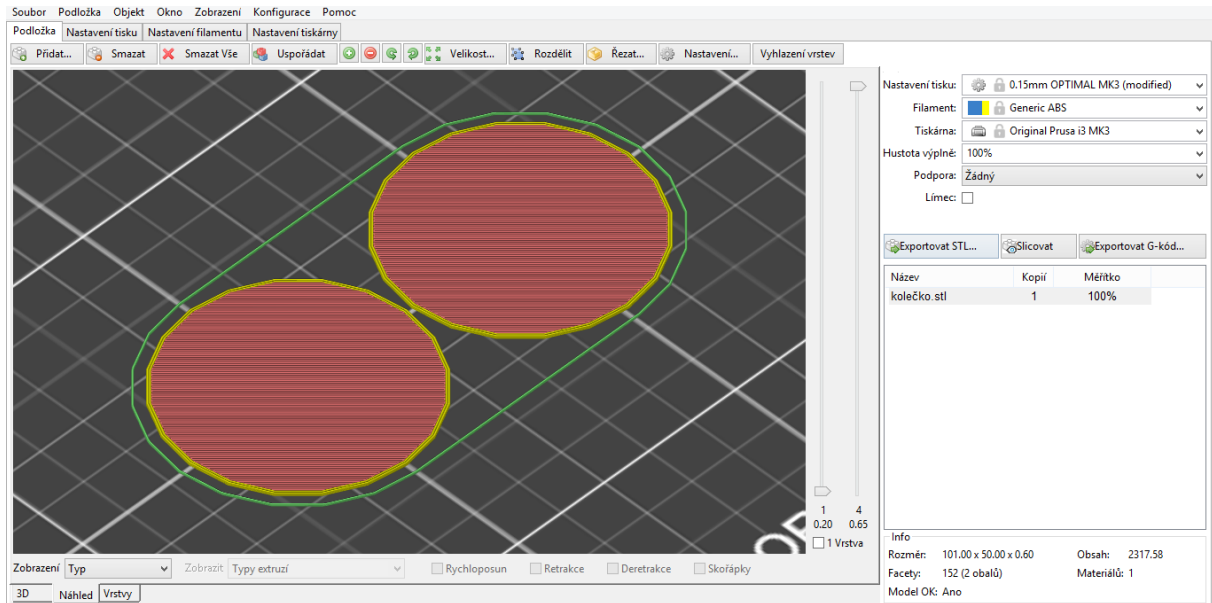 Soubor Podložka Objekt Okno Zobrazení Konfigurace Pomoc
Podložka Nastavení tisku Nastavení filamentu Nastavení tiskárny
Přidat... Smazat Smazat Vše Uspořádat Velikost... Rozdělit Řezat... Nastavení... Vyhlazení vrstev
Nastavení tisku: 0.15mm OPTIMAL MK3 (modified)
Filament: Generic ABS
Tiskárna: Original Prusa i3 MK3
Hustota výplně: 100%
Podpora: Žádný
Límec:
Exportovat STL... Slicovat Exportovat G-kód...
Název Kopií Měřítko
kolečko.stl 1 100%
1 4
0.20 0.65
1 Vrstva
Info
Rozměr: 101.00 x 50.00 x 0.60 Obsah: 2317.58
Facety: 152 (2 obalů) Materiálů: 1
Model OK: Ano
Zobrazení Typ Zobrazit Typy extruzí Rychloposun Retrakce Deretrakce Skořápky
3D Náhled Vrstvy